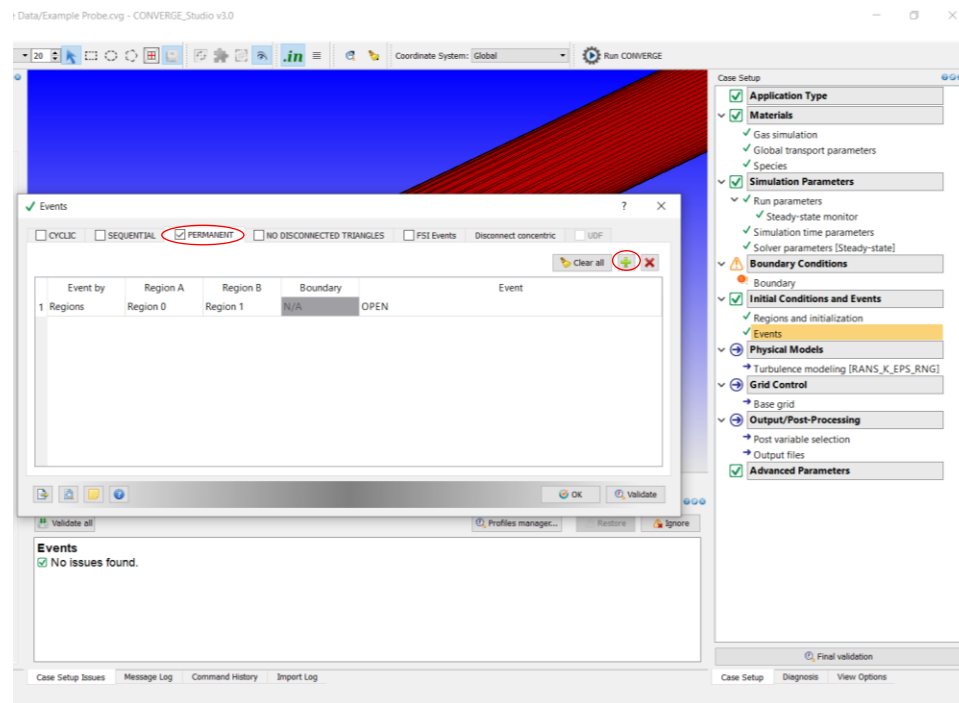 e Data/Example Probe.cvg - CONVERGE_Studio v3.0
20 .in Coordinate System: Global Run CONVERGE
Case Setup
Application Type
Materials
Gas simulation
Global transport parameters
Species
Simulation Parameters
Run parameters
Steady-state monitor
Simulation time parameters
Solver parameters [Steady-state]
Boundary Conditions
Boundary
Initial Conditions and Events
Regions and initialization
Events
Physical Models
Turbulence modeling [RANS_K_EPS_RNG]
Grid Control
Base grid
Output/Post-Processing
Post variable selection
Output files
Advanced Parameters
Final validation
Case Setup Diagnosis View Options
Events ?
CYCLIC SEQUENTIAL PERMANENT NO DISCONNECTED TRIANGLES FSI Events Disconnect concentric UDF
Clear all
Event by Region A Region B Boundary Event
1 Regions Region 0 Region 1 N/A OPEN
OK Validate
Validate all Profiles manager... Restore Ignore
Events
No issues found.
Case Setup Issues Message Log Command History Import Log